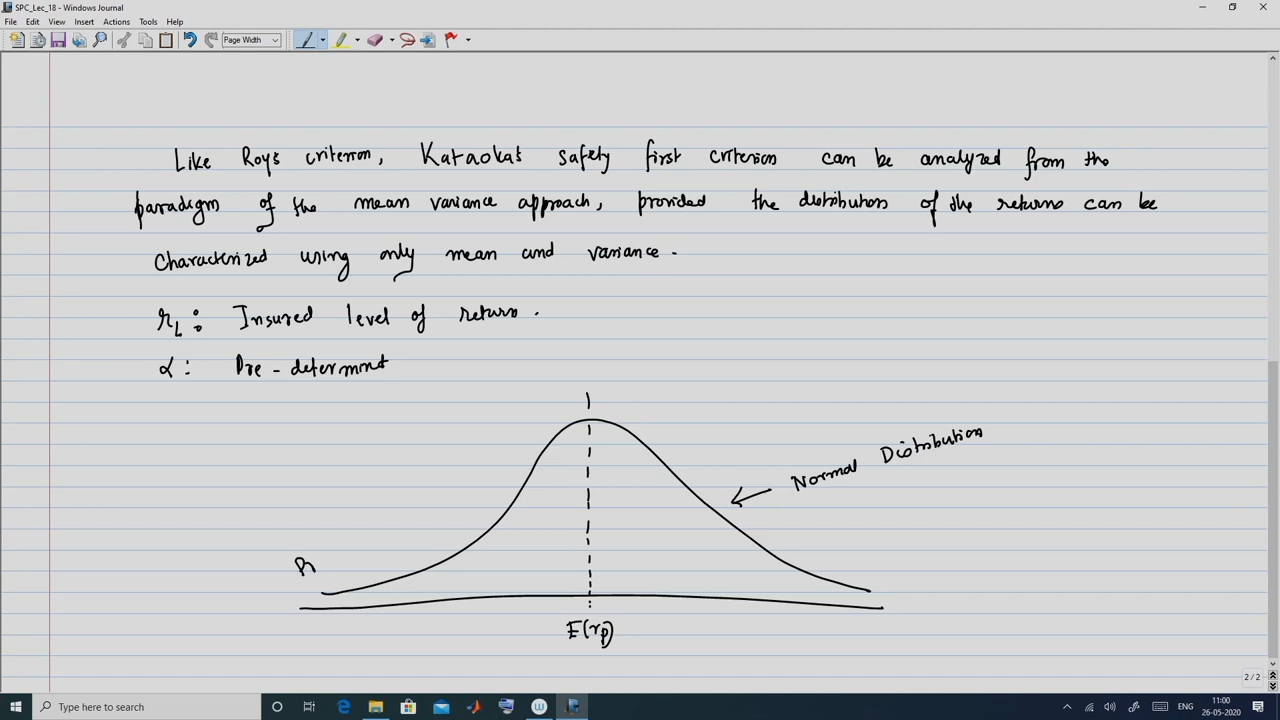 SPC_Lec_18 - Windows Journal
File Edit View Insert Actions Tools Help
Page Width
Like Roy's criterion, Kataoka's safety first criterion can be analyzed from the
paradigm of the mean variance approach, provided the distribution of the returns can be
characterized using only mean and variance.
r_L : Insured level of return.
α : Pre-determined
Normal Distribution
P
E(rp)
2 / 2
Type here to search
ENG
11:00
26-05-2020